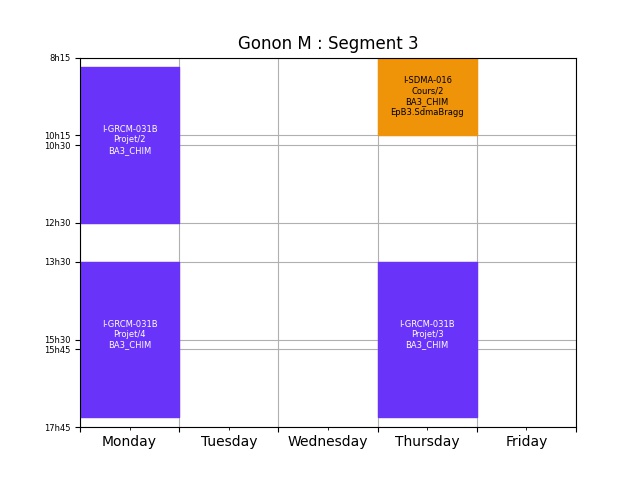 Gonon M : Segment 3
8h15
10h15
10h30
12h30
13h30
15h30
15h45
17h45
I-GRCM-031B
Projet/2
BA3_CHIM
I-GRCM-031B
Projet/4
BA3_CHIM
I-SDMA-016
Cours/2
BA3_CHIM
EpB3.SdmaBragg
I-GRCM-031B
Projet/3
BA3_CHIM
Monday
Tuesday
Wednesday
Thursday
Friday